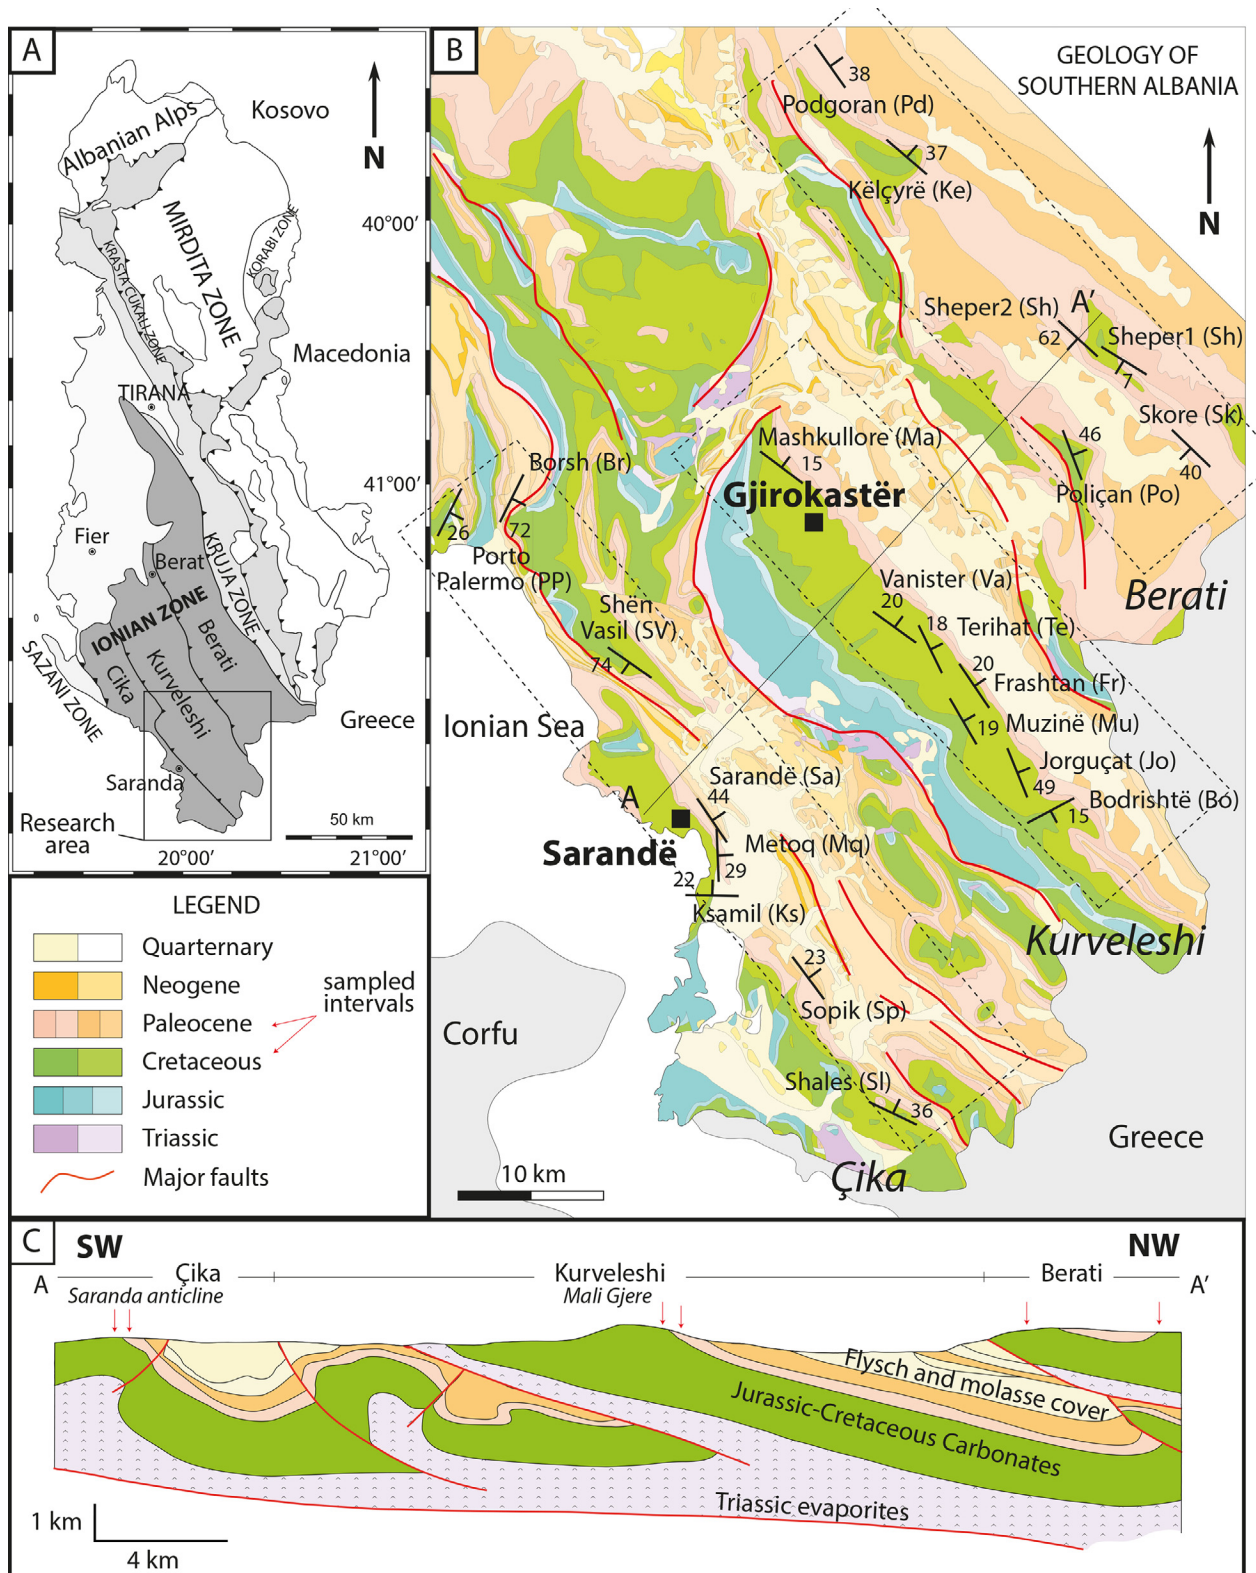 A
Kosovo
Albanian Alps
N
MIRDITA ZONE
KORABI ZONE
KRASTA CUKALI ZONE
Macedonia
TIRANA
Fier
Berat
KRUJA ZONE
IONIAN ZONE
Berati
Kurveleshi
Cika
SAZANI ZONE
Greece
Saranda
Research
area
50 km
20°00′
21°00′
40°00′
41°00′
LEGEND
Quarternary
Neogene
Paleocene
Cretaceous
Jurassic
Triassic
Major faults
sampled
intervals
B
GEOLOGY OF
SOUTHERN ALBANIA
N
38
Podgoran (Pd)
37
Këlçyrë (Ke)
A′
Sheper2 (Sh)
62
Sheper1 (Sh)
7
Skore (Sk)
40
46
Poliçan (Po)
Mashkullore (Ma)
15
Gjirokastër
Borsh (Br)
72
26
Porto
Palermo (PP)
Berati
Vanister (Va)
20
18
Terihat (Te)
Shën
Vasil (SV)
74
20
Frashtan (Fr)
19
Muzinë (Mu)
Ionian Sea
Jorguçat (Jo)
49
Bodrishtë (Bo)
15
Sarandë (Sa)
44
A
Sarandë
Metoq (Mq)
29
22
Ksamil (Ks)
Kurveleshi
23
Sopik (Sp)
Corfu
Shales (Sl)
36
Greece
10 km
Çika
C
SW
NW
A
Çika
Kurveleshi
Berati
A′
Saranda anticline
Mali Gjere
Flysch and molasse cover
Jurassic-Cretaceous Carbonates
Triassic evaporites
1 km
4 km